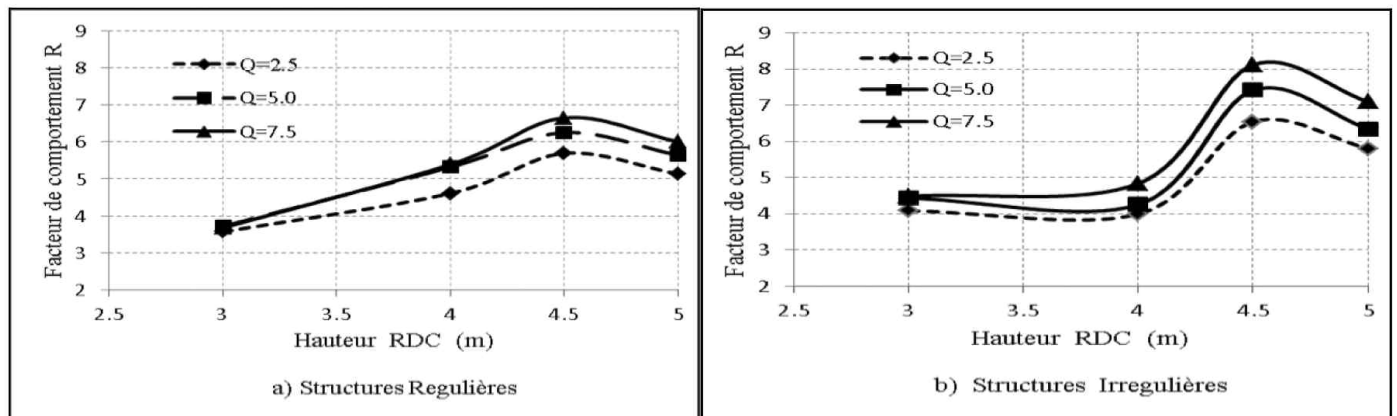 Facteur de comportement R
9
8
7
6
5
4
3
2
2.5
3
3.5
4
4.5
5
Q=2.5
Q=5.0
Q=7.5
Hauteur RDC (m)
a) Structures Regulières
Facteur de comportement R
9
8
7
6
5
4
3
2
2.5
3
3.5
4
4.5
5
Q=2.5
Q=5.0
Q=7.5
Hauteur RDC (m)
b) Structures Irregulières